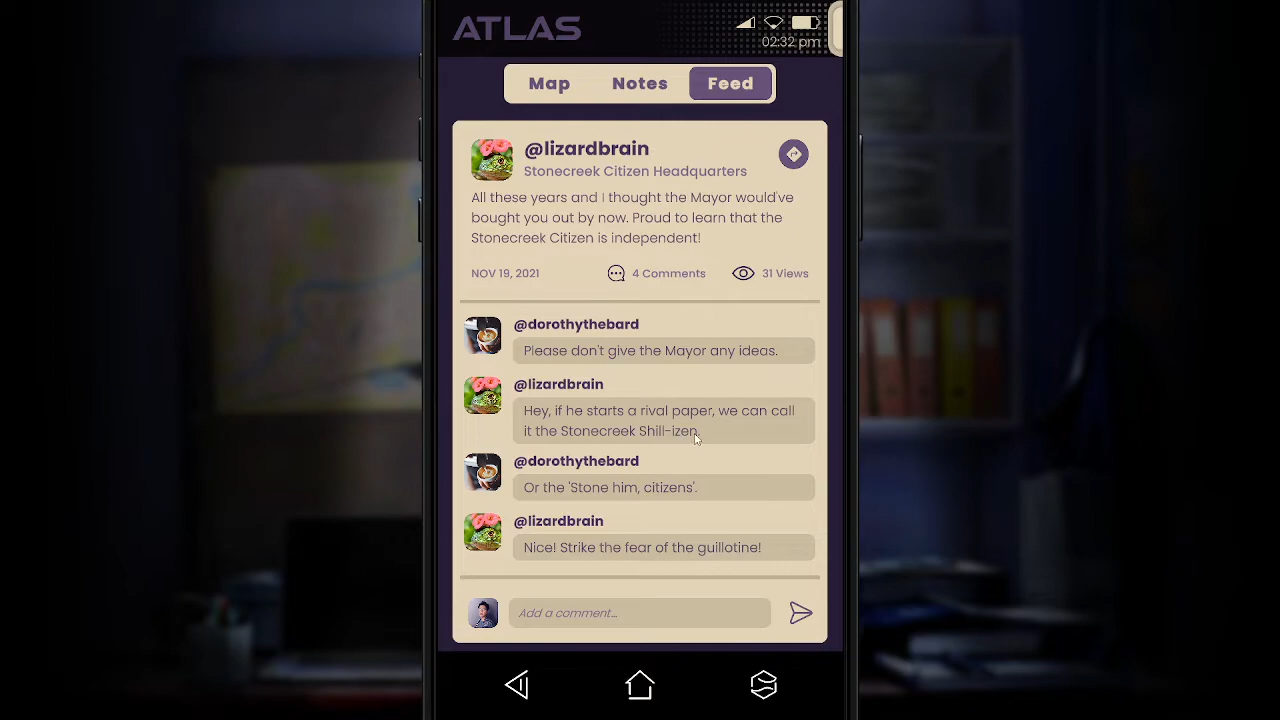 ATLAS
02:32 pm
Map Notes Feed
@lizardbrain
Stonecreek Citizen Headquarters
All these years and I thought the Mayor would've
bought you out by now. Proud to learn that the
Stonecreek Citizen is independent!
NOV 19, 2021 4 Comments 31 Views
@dorothythebard
Please don't give the Mayor any ideas.
@lizardbrain
Hey, if he starts a rival paper, we can call
it the Stonecreek Shill-izen.
@dorothythebard
Or the 'Stone him, citizens'.
@lizardbrain
Nice! Strike the fear of the guillotine!
Add a comment...